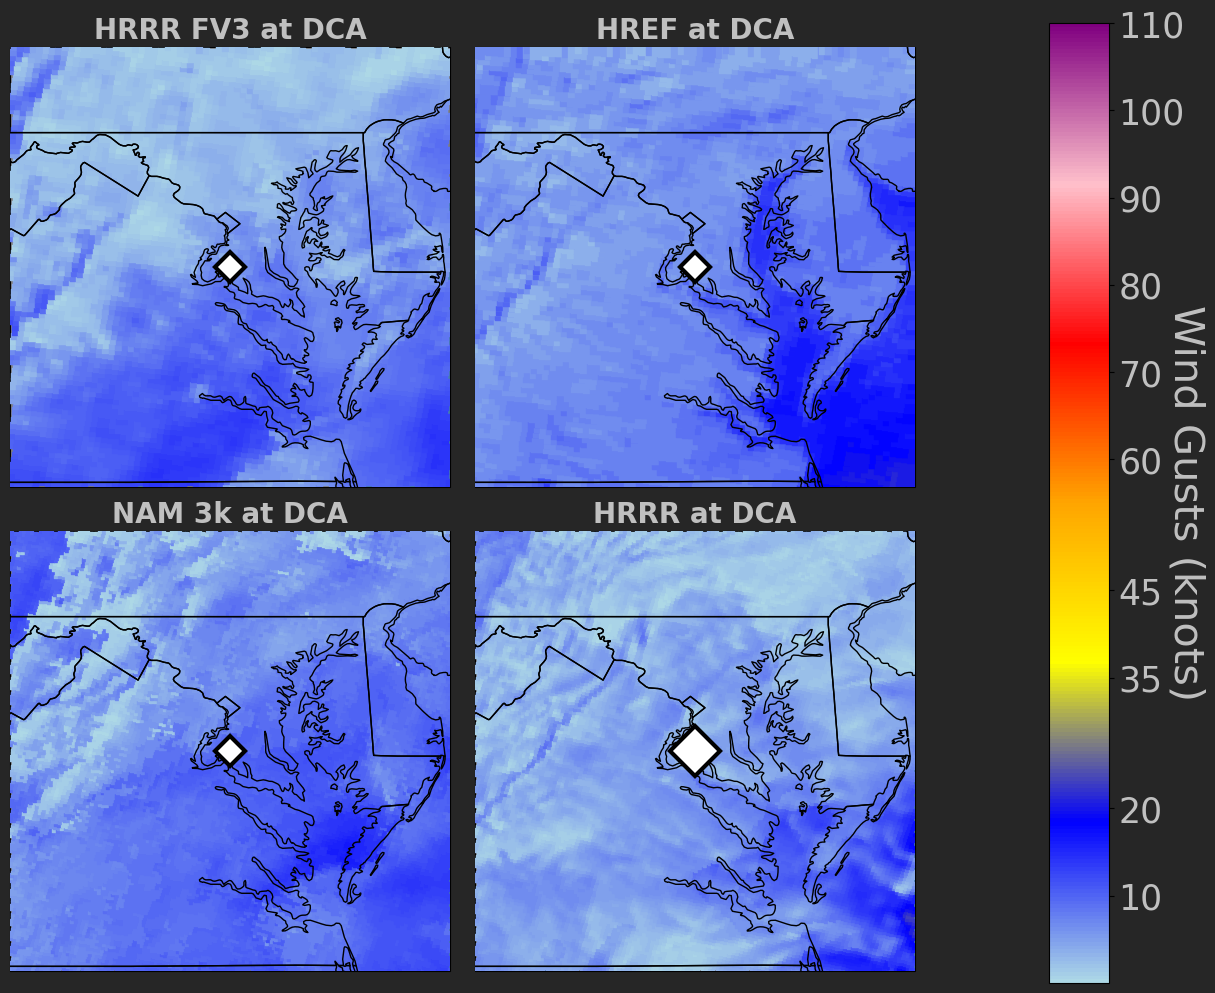 HRRR FV3 at DCA
HREF at DCA
NAM 3k at DCA
HRRR at DCA
110
100
90
80
70
60
45
35
20
10
Wind Gusts (knots)